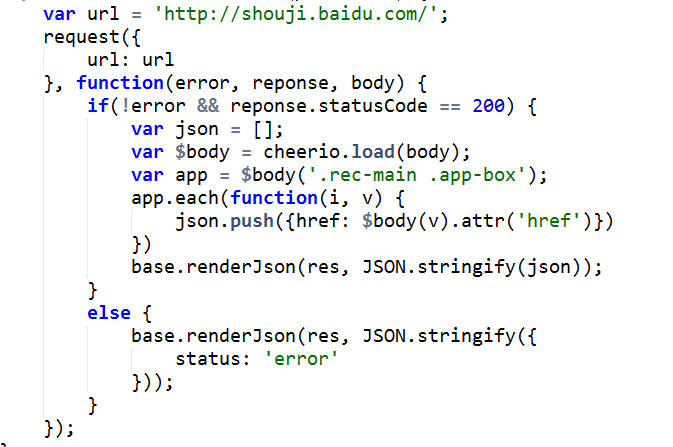 var url = 'http://shouji.baidu.com/';
request({
    url: url
}, function(error, reponse, body) {
    if(!error && reponse.statusCode == 200) {
        var json = [];
        var $body = cheerio.load(body);
        var app = $body('.rec-main .app-box');
        app.each(function(i, v) {
            json.push({href: $body(v).attr('href')})
        })
        base.renderJson(res, JSON.stringify(json));
    }
    else {
        base.renderJson(res, JSON.stringify({
            status: 'error'
        }));
    }
});